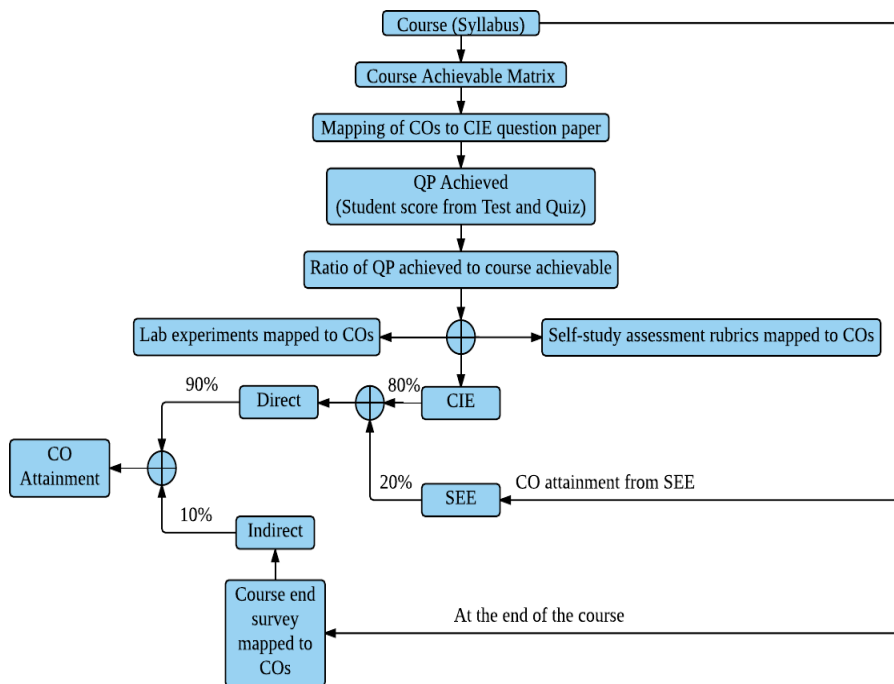 Course (Syllabus)
Course Achievable Matrix
Mapping of COs to CIE question paper
QP Achieved
(Student score from Test and Quiz)
Ratio of QP achieved to course achievable
Lab experiments mapped to COs
Self-study assessment rubrics mapped to COs
90%
Direct
80%
CIE
CO
Attainment
20%
SEE
CO attainment from SEE
10%
Indirect
Course end
survey
mapped to
COs
At the end of the course